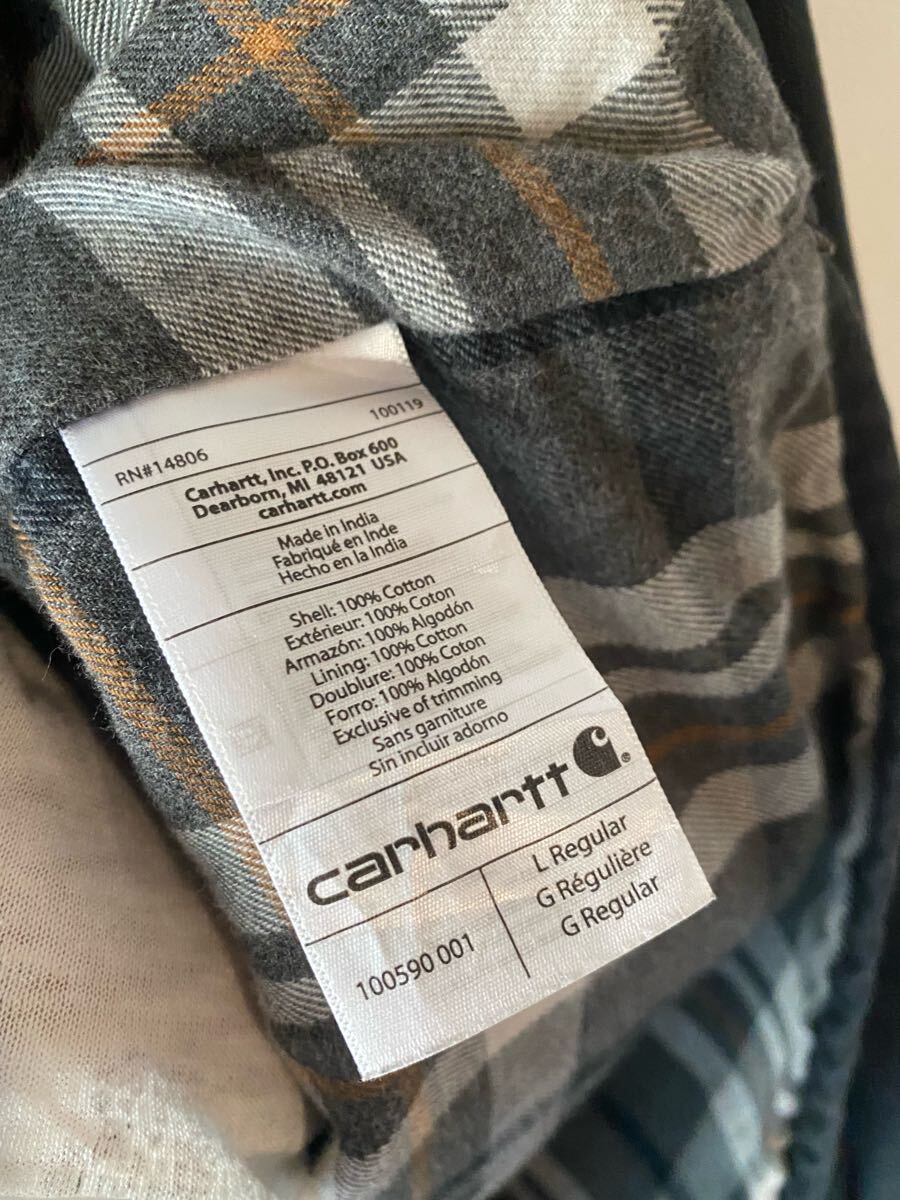 RN#14806 100119
Carhartt, Inc. P.O. Box 600
Dearborn, MI 48121 USA
carhartt.com
Made in India
Fabriqué en Inde
Hecho en la India
Shell: 100% Cotton
Extérieur: 100% Coton
Armazón: 100% Algodón
Lining: 100% Cotton
Doublure: 100% Coton
Forro: 100% Algodón
Exclusive of trimming
Sans garniture
Sin incluir adorno
carhartt ®
100590 001
L Regular
G Régulière
G Regular